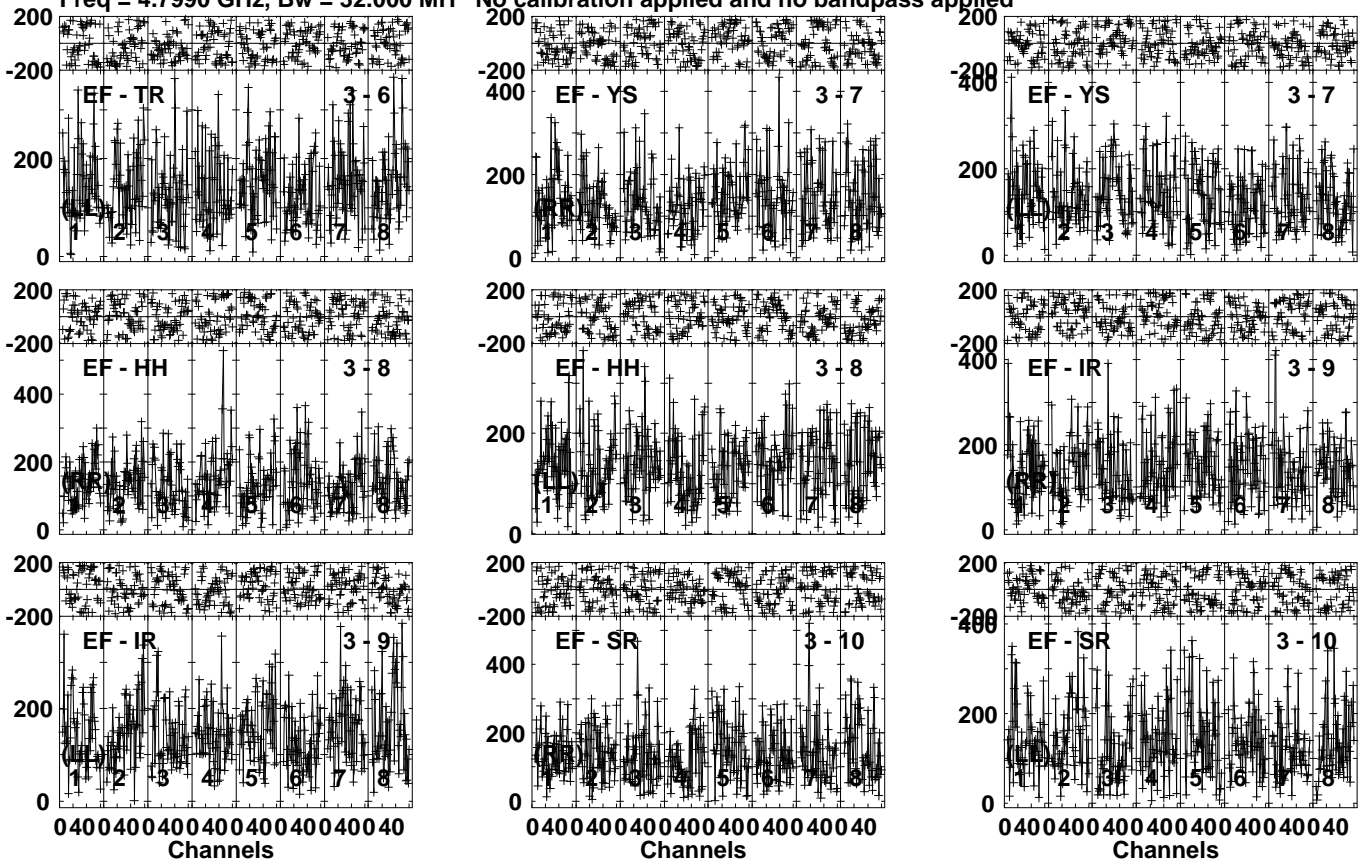 Freq = 4.7990 GHz, Bw = 32.000 MH No calibration applied and no bandpass applied
200 200 200
-200 -200 -200
400 400
EF - TR 3 - 6 EF - YS 3 - 7 EF - YS 3 - 7
200 200 200
(LL) (RR) (LL)
1 2 3 4 5 6 7 8 1 2 3 4 5 6 7 8 1 2 3 4 5 6 7 8
0 0 0
200 200 200
-200 -200 -200
400
EF - HH 3 - 8 EF - HH 3 - 8 EF - IR 3 - 9
400
200 200 200
(RR) (LL) (RR)
1 2 3 4 5 6 7 8 1 2 3 4 5 6 7 8 1 2 3 4 5 6 7 8
0 0 0
200 200 200
-200 -200 -200
400
EF - IR 3 - 9 EF - SR 3 - 10 EF - SR 3 - 10
400
200 200 200
(LL) (RR) (LL)
1 2 3 4 5 6 7 8 1 2 3 4 5 6 7 8 1 2 3 4 5 6 7 8
0 0 0
0 40 0 40 0 40 0 40 0 40 0 40 0 40 0 40 0 40 0 40 0 40 0 40 0 40 0 40 0 40 0 40 0 40 0 40 0 40 0 40 0 40 0 40 0 40 0 40
Channels Channels Channels